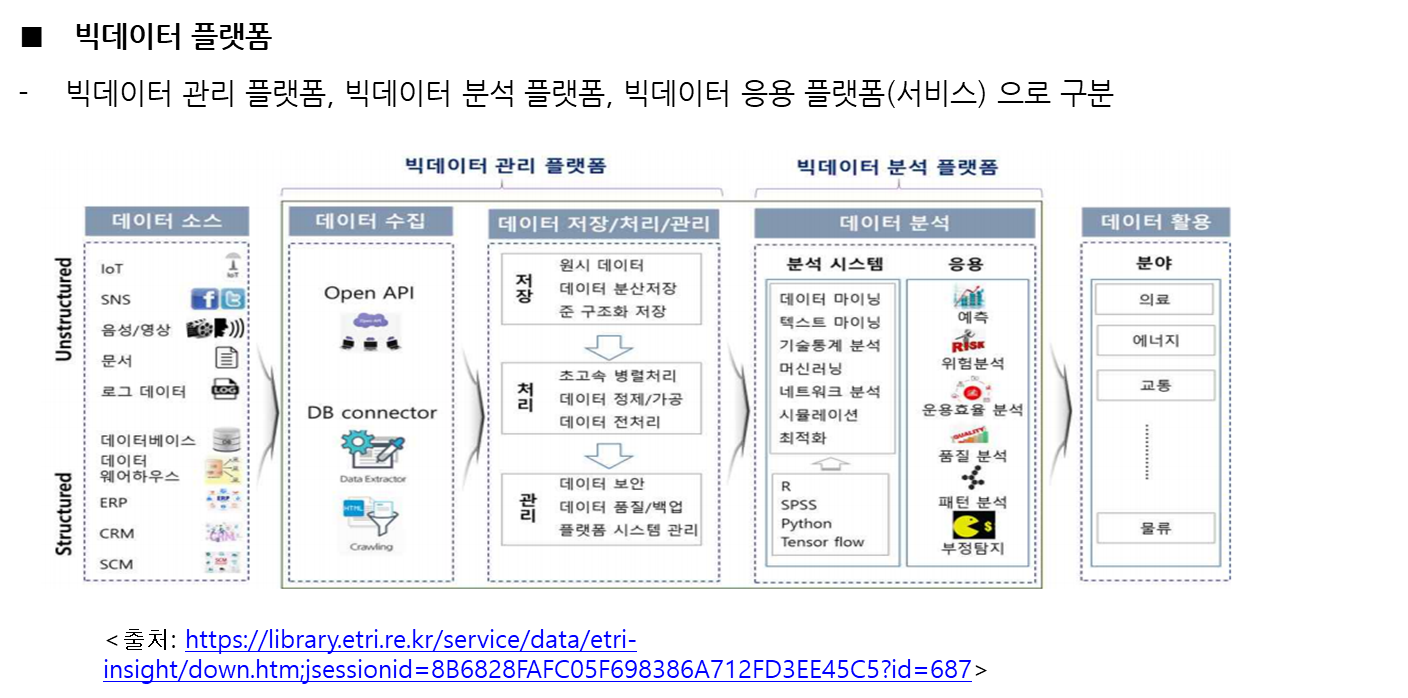 ■ 빅데이터 플랫폼
- 빅데이터 관리 플랫폼, 빅데이터 분석 플랫폼, 빅데이터 응용 플랫폼(서비스) 으로 구분
빅데이터 관리 플랫폼
빅데이터 분석 플랫폼
데이터 소스
Unstructured
IoT
IoT
SNS
음성/영상
문서
로그 데이터
LOG
Structured
데이터베이스
DB
데이터
웨어하우스
ERP
ERP
CRM
CRM
SCM
SCM
데이터 수집
Open API
Open API
DB connector
Data Extractor
HTML
Crawling
데이터 저장/처리/관리
저장
원시 데이터
데이터 분산저장
준 구조화 저장
처리
초고속 병렬처리
데이터 정제/가공
데이터 전처리
관리
데이터 보안
데이터 품질/백업
플랫폼 시스템 관리
데이터 분석
분석 시스템
데이터 마이닝
텍스트 마이닝
기술통계 분석
머신러닝
네트워크 분석
시뮬레이션
최적화
R
SPSS
Python
Tensor flow
응용
예측
RISK
위험분석
운용효율 분석
QUALITY
품질 분석
패턴 분석
$
부정탐지
데이터 활용
분야
의료
에너지
교통
물류
<출처: https://library.etri.re.kr/service/data/etri-
insight/down.htm;jsessionid=8B6828FAFC05F698386A712FD3EE45C5?id=687>